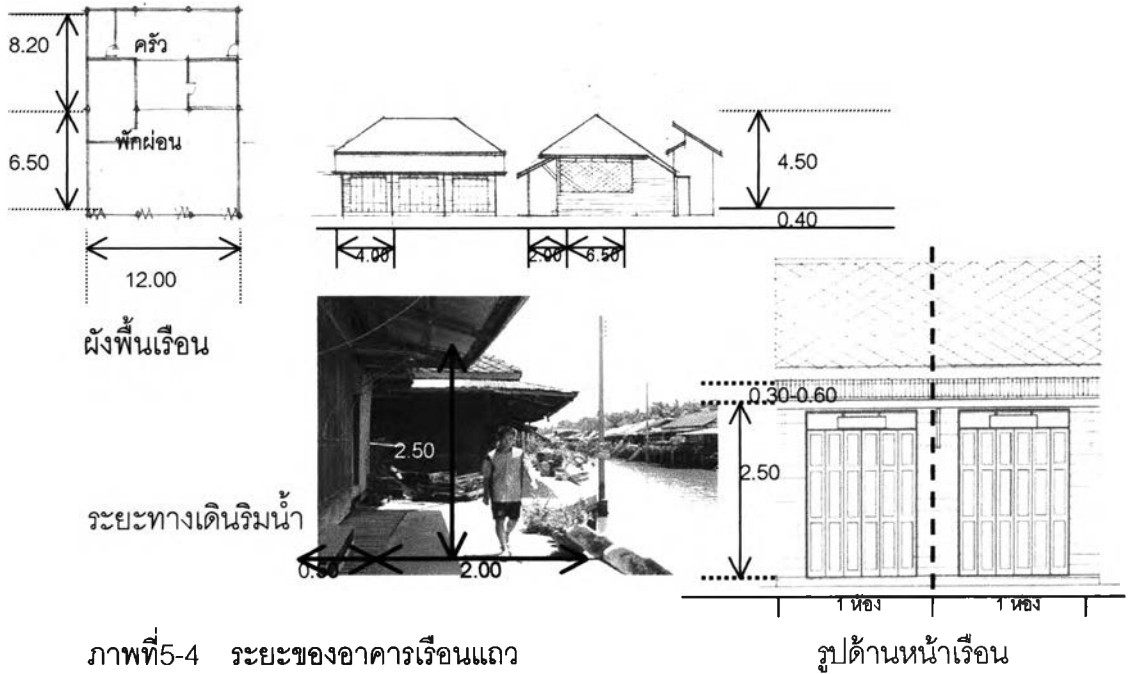 8.20
ครัว
6.50
พักผ่อน
12.00
ผังพื้นเรือน
4.50
0.40
4.00
2.00
6.50
2.50
ระยะทางเดินริมน้ำ
0.50
2.00
0.30-0.60
2.50
1 ห้อง
1 ห้อง
ภาพที่5-4 ระยะของอาคารเรือนแถว
รูปด้านหน้าเรือน